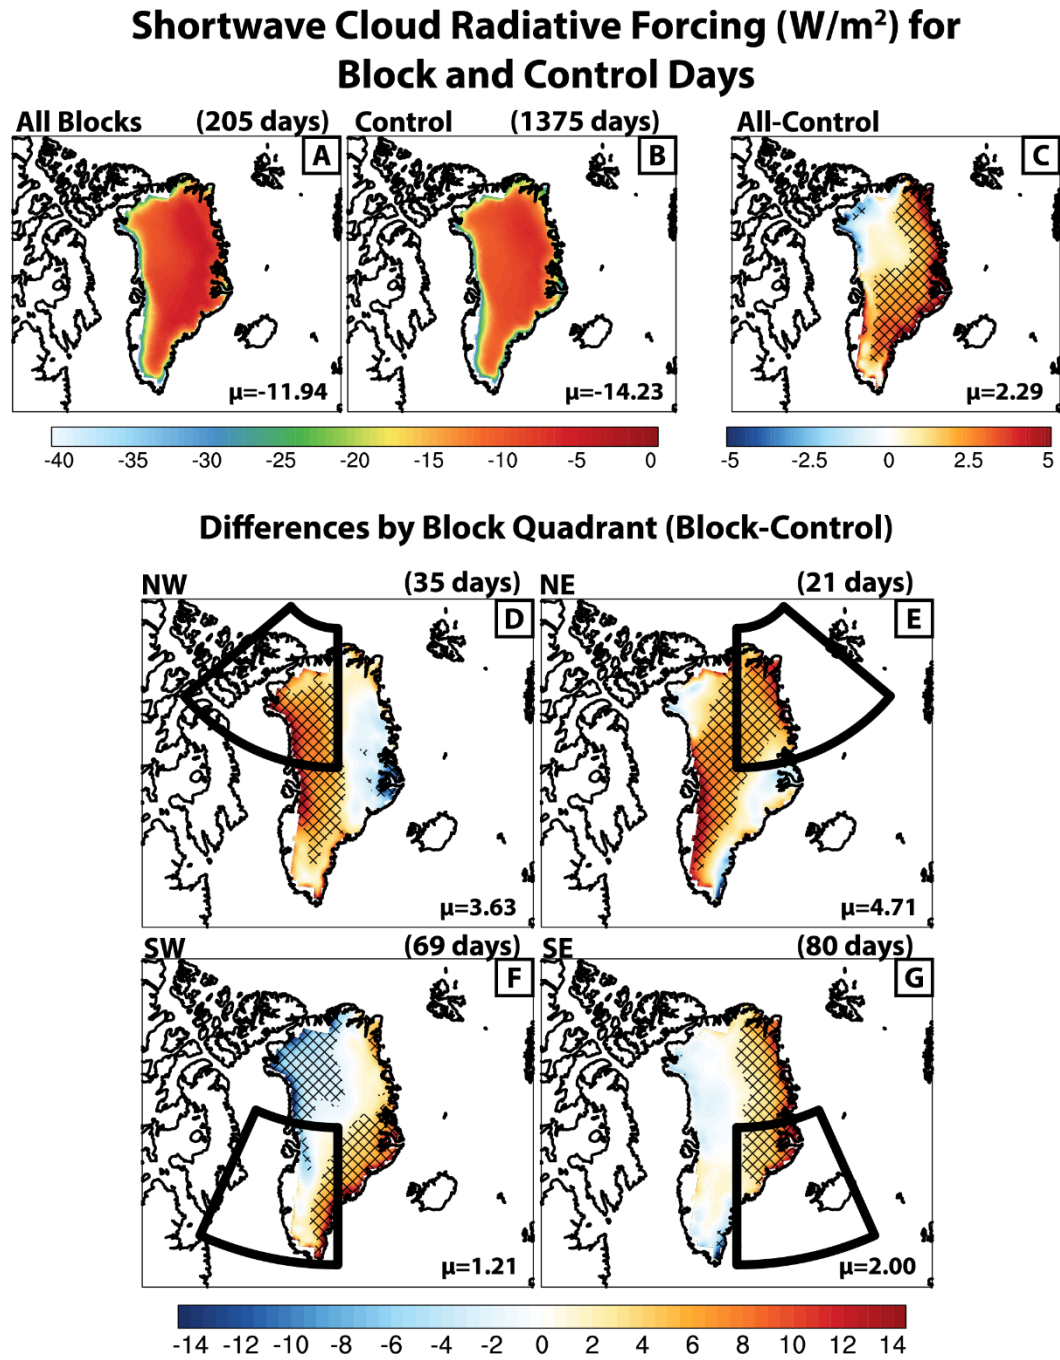 Shortwave Cloud Radiative Forcing (W/m²) for
Block and Control Days
All Blocks (205 days) Control (1375 days) All-Control
A B C
μ=-11.94 μ=-14.23 μ=2.29
-40 -35 -30 -25 -20 -15 -10 -5 0 -5 -2.5 0 2.5 5
Differences by Block Quadrant (Block-Control)
NW (35 days) NE (21 days)
D E
μ=3.63 μ=4.71
SW (69 days) SE (80 days)
F G
μ=1.21 μ=2.00
-14 -12 -10 -8 -6 -4 -2 0 2 4 6 8 10 12 14